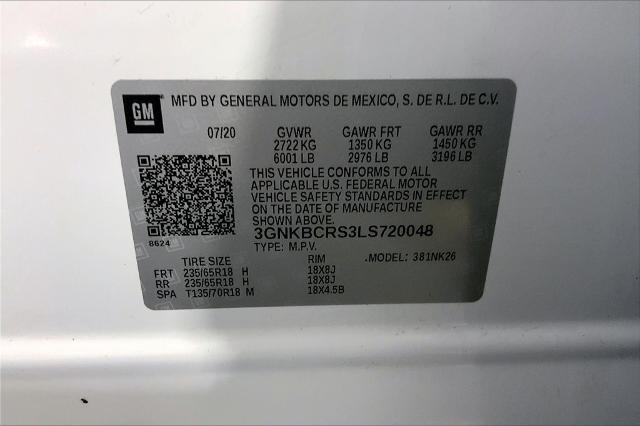 GM MFD BY GENERAL MOTORS DE MEXICO, S. DE R.L. DE C.V.
07/20 GVWR GAWR FRT GAWR RR
2722 KG 1350 KG 1450 KG
6001 LB 2976 LB 3196 LB
THIS VEHICLE CONFORMS TO ALL
APPLICABLE U.S. FEDERAL MOTOR
VEHICLE SAFETY STANDARDS IN EFFECT
ON THE DATE OF MANUFACTURE
SHOWN ABOVE.
3GNKBCRS3LS720048
8624 TYPE: M.P.V. MODEL: 381NK26
TIRE SIZE RIM
FRT 235/65R18 H 18X8J
RR 235/65R18 H 18X8J
SPA T135/70R18 M 18X4.5B